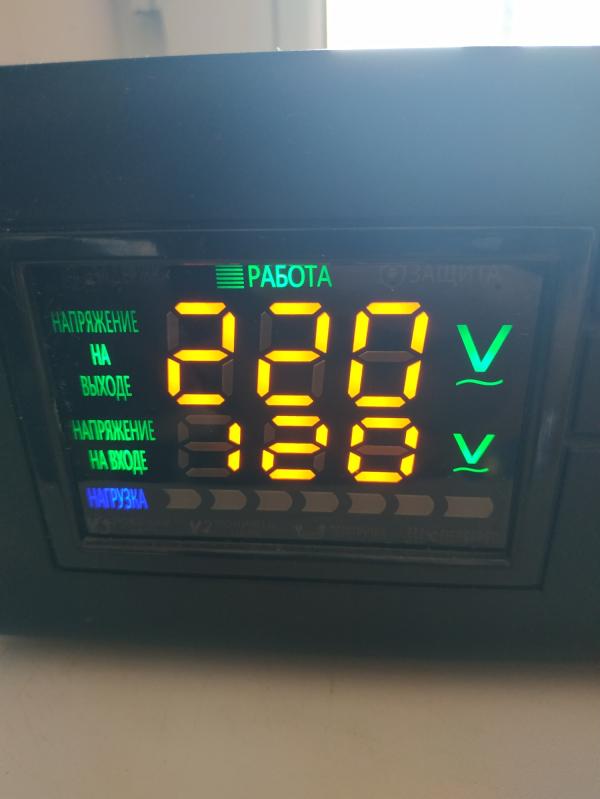 РАБОТА ЗАЩИТА
НАПРЯЖЕНИЕ
НА
ВЫХОДЕ
220 V
НАПРЯЖЕНИЕ
НА ВХОДЕ
120 V
НАГРУЗКА